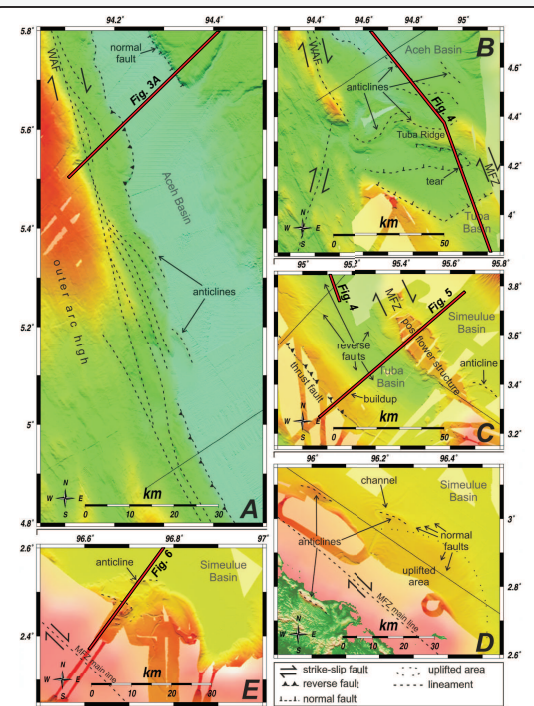 94.2°
94.4°
5.8°
5.6°
5.4°
5.2°
5°
4.8°
WAF
normal
fault
Fig. 3A
Aceh Basin
outer arc high
anticlines
N
W E
S
km
0 10 20 30
A
94.4°
94.6°
94.8°
95°
4.6°
4.4°
4.2°
4°
WAF
Aceh Basin
anticlines
Fig. 4
Tuba Ridge
MFZ
tear
Tuba
Basin
N
W E
S
km
0 50
B
95°
95.2°
95.4°
95.6°
95.8°
3.8°
3.6°
3.4°
3.2°
Fig. 4
MFZ
Fig. 5
Simeulue
Basin
reverse
fauts
pos. flower structure
anticline
thrust fault
Tuba
Basin
buildup
N
W E
S
km
0 50
C
96°
96.2°
96.4°
3°
2.8°
2.6°
channel
Simeulue
Basin
anticlines
normal
faults
uplifted
area
MFZ main line
N
W E
S
km
0 10 20 30
D
96.6°
96.8°
97°
2.6°
2.4°
anticline
Fig. 6
Simeulue
Basin
MFZ main line
N
W E
S
km
0 10 20 30
E
strike-slip fault
uplifted area
reverse fault
lineament
normal fault